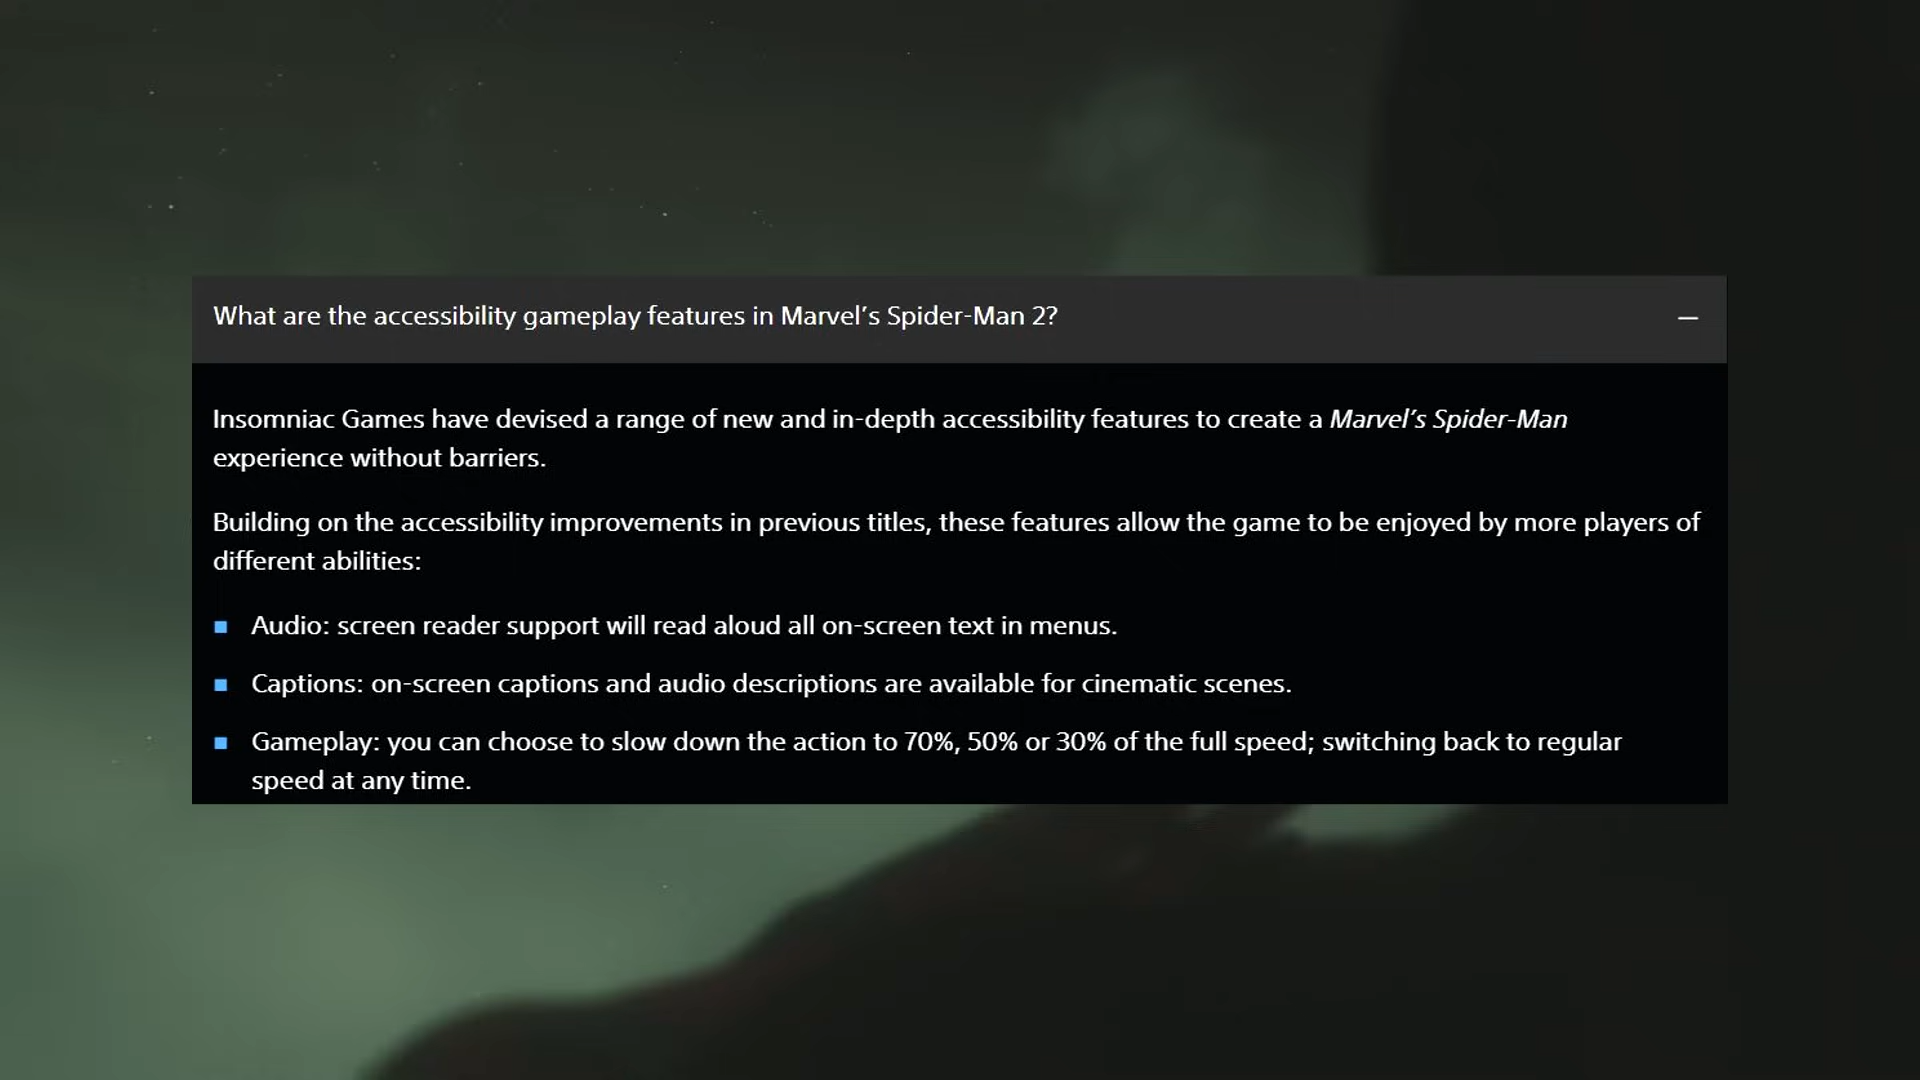 What are the accessibility gameplay features in Marvel’s Spider-Man 2?
Insomniac Games have devised a range of new and in-depth accessibility features to create a Marvel’s Spider-Man
experience without barriers.
Building on the accessibility improvements in previous titles, these features allow the game to be enjoyed by more players of
different abilities:
Audio: screen reader support will read aloud all on-screen text in menus.
Captions: on-screen captions and audio descriptions are available for cinematic scenes.
Gameplay: you can choose to slow down the action to 70%, 50% or 30% of the full speed; switching back to regular
speed at any time.